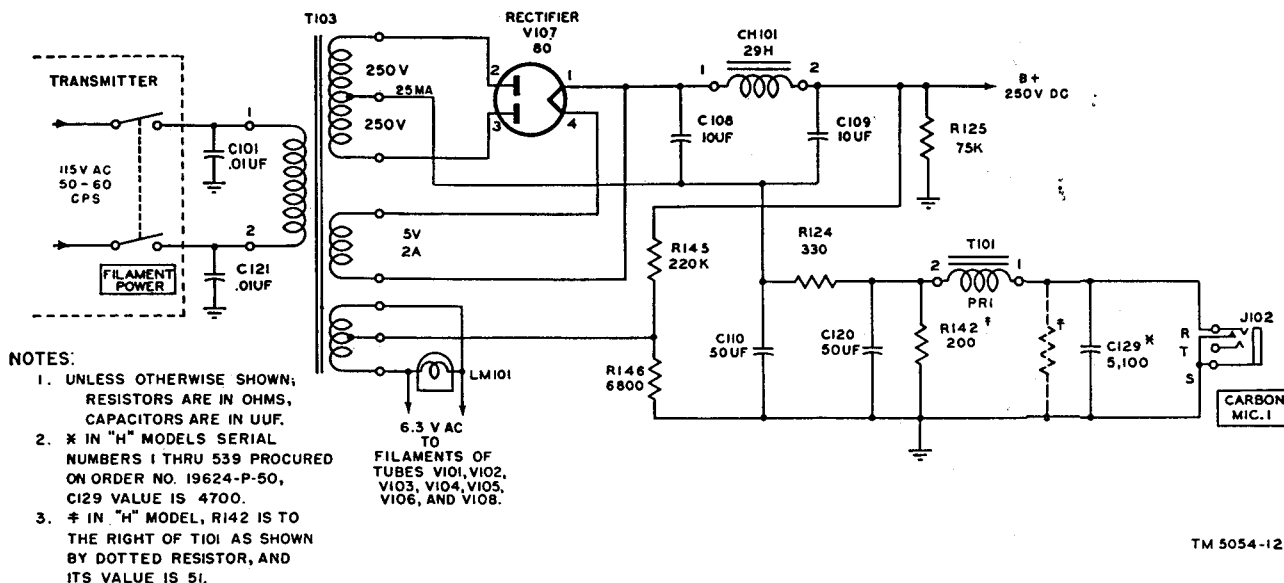 T103
RECTIFIER
V107
80
CH101
29H
TRANSMITTER
2
1
1
2
250V
25MA
250V
B+
250V DC
3
4
C108
10UF
C109
10UF
R125
75K
1
C101
.01UF
115V AC
50-60
CPS
5V
2A
R145
220K
R124
330
T101
2
1
PRI ‡
2
FILAMENT
POWER
C121
.01UF
C110
50UF
C120
50UF
R142
200
‡
C129 *
5,100
J102
R
T
S
LM101
R146
6800
CARBON
MIC. 1
6.3 V AC
TO
FILAMENTS OF
TUBES V101, V102,
V103, V104, V105,
V106, AND V108.
NOTES:
1. UNLESS OTHERWISE SHOWN;
RESISTORS ARE IN OHMS,
CAPACITORS ARE IN UUF.
2. * IN "H" MODELS SERIAL
NUMBERS 1 THRU 539 PROCURED
ON ORDER NO. 19624-P-50,
C129 VALUE IS 4700.
3. ‡ IN "H" MODEL, R142 IS TO
THE RIGHT OF T101 AS SHOWN
BY DOTTED RESISTOR, AND
ITS VALUE IS 51.
TM 5054-12